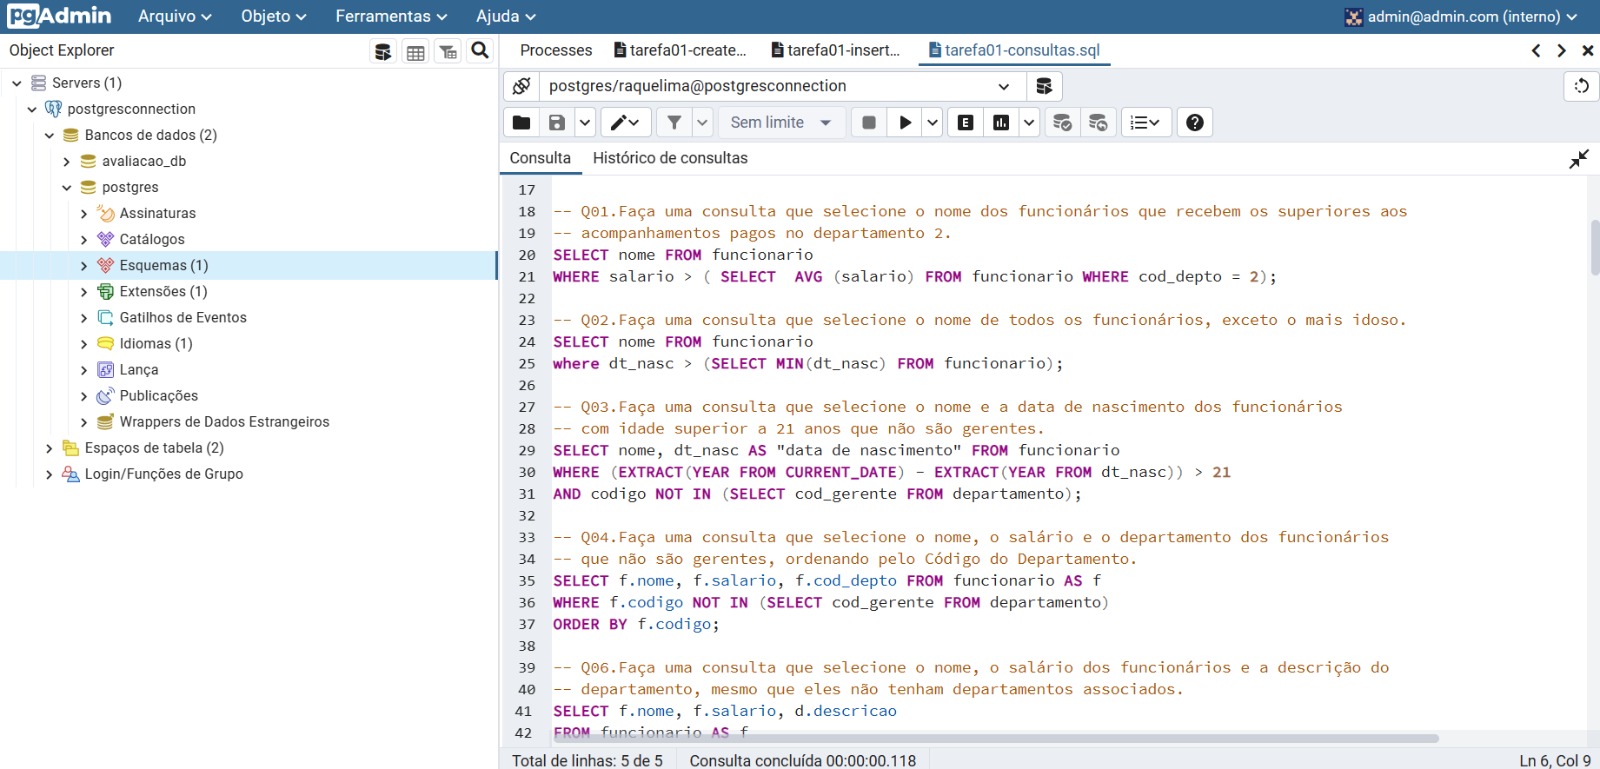 pgAdmin Arquivo Objeto Ferramentas Ajuda admin@admin.com (interno)
Object Explorer
Servers (1)
postgresconnection
Bancos de dados (2)
avaliacao_db
postgres
Assinaturas
Catálogos
Esquemas (1)
Extensões (1)
Gatilhos de Eventos
Idiomas (1)
Lança
Publicações
Wrappers de Dados Estrangeiros
Espaços de tabela (2)
Login/Funções de Grupo
Processes tarefa01-create... tarefa01-insert... tarefa01-consultas.sql
postgres/raquelima@postgresconnection
Sem limite E
Consulta Histórico de consultas
17
18 -- Q01.Faça uma consulta que selecione o nome dos funcionários que recebem os superiores aos
19 -- acompanhamentos pagos no departamento 2.
20 SELECT nome FROM funcionario
21 WHERE salario > ( SELECT  AVG (salario) FROM funcionario WHERE cod_depto = 2);
22
23 -- Q02.Faça uma consulta que selecione o nome de todos os funcionários, exceto o mais idoso.
24 SELECT nome FROM funcionario
25 where dt_nasc > (SELECT MIN(dt_nasc) FROM funcionario);
26
27 -- Q03.Faça uma consulta que selecione o nome e a data de nascimento dos funcionários
28 -- com idade superior a 21 anos que não são gerentes.
29 SELECT nome, dt_nasc AS "data de nascimento" FROM funcionario
30 WHERE (EXTRACT(YEAR FROM CURRENT_DATE) - EXTRACT(YEAR FROM dt_nasc)) > 21
31 AND codigo NOT IN (SELECT cod_gerente FROM departamento);
32
33 -- Q04.Faça uma consulta que selecione o nome, o salário e o departamento dos funcionários
34 -- que não são gerentes, ordenando pelo Código do Departamento.
35 SELECT f.nome, f.salario, f.cod_depto FROM funcionario AS f
36 WHERE f.codigo NOT IN (SELECT cod_gerente FROM departamento)
37 ORDER BY f.codigo;
38
39 -- Q06.Faça uma consulta que selecione o nome, o salário dos funcionários e a descrição do
40 -- departamento, mesmo que eles não tenham departamentos associados.
41 SELECT f.nome, f.salario, d.descricao
42 FROM funcionario AS f
Total de linhas: 5 de 5 Consulta concluída 00:00:00.118 Ln 6, Col 9